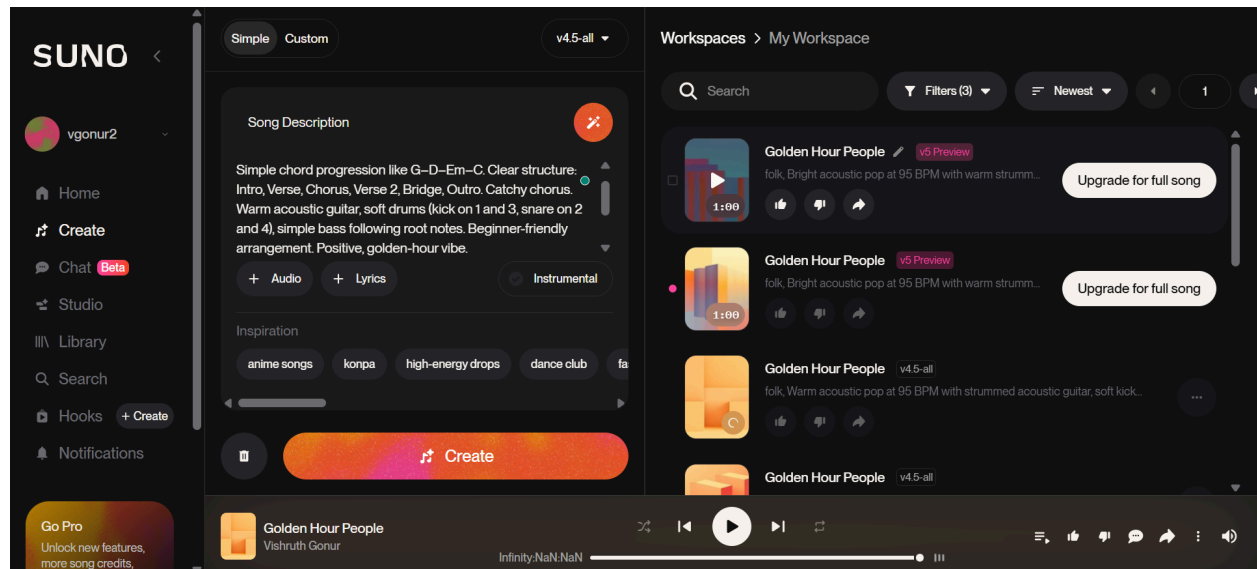 SUNO
vgonur2
Home
Create
Chat Beta
Studio
Library
Search
Hooks + Create
Notifications
Go Pro
Unlock new features,
more song credits,
Simple Custom
v4.5-all
Song Description
Simple chord progression like G–D–Em–C. Clear structure:
Intro, Verse, Chorus, Verse 2, Bridge, Outro. Catchy chorus.
Warm acoustic guitar, soft drums (kick on 1 and 3, snare on 2
and 4), simple bass following root notes. Beginner-friendly
arrangement. Positive, golden-hour vibe.
+ Audio + Lyrics Instrumental
Inspiration
anime songs konpa high-energy drops dance club fa
Create
Workspaces > My Workspace
Search Filters (3) Newest 1
Golden Hour People v5 Preview
folk, Bright acoustic pop at 95 BPM with warm strumm...
1:00
Upgrade for full song
Golden Hour People v5 Preview
folk, Bright acoustic pop at 95 BPM with warm strumm...
1:00
Upgrade for full song
Golden Hour People v4.5-all
folk, Warm acoustic pop at 95 BPM with strummed acoustic guitar, soft kick...
Golden Hour People v4.5-all
Golden Hour People
Vishruth Gonur
Infinity:NaN:NaN